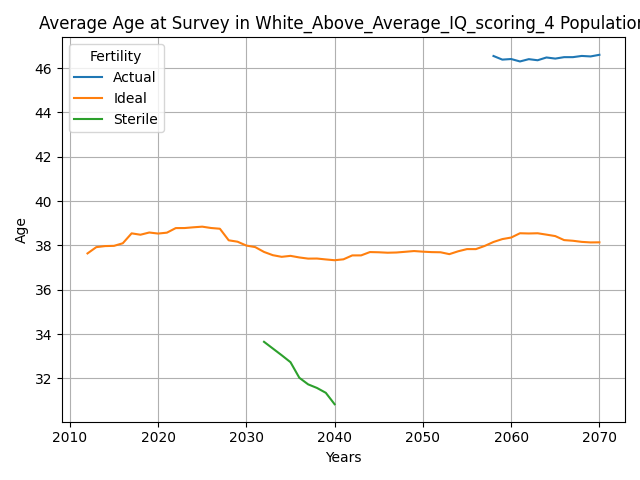 Average Age at Survey in White_Above_Average_IQ_scoring_4 Population
Fertility
Actual
Ideal
Sterile
46
44
42
40
38
36
34
32
Age
2010 2020 2030 2040 2050 2060 2070
Years